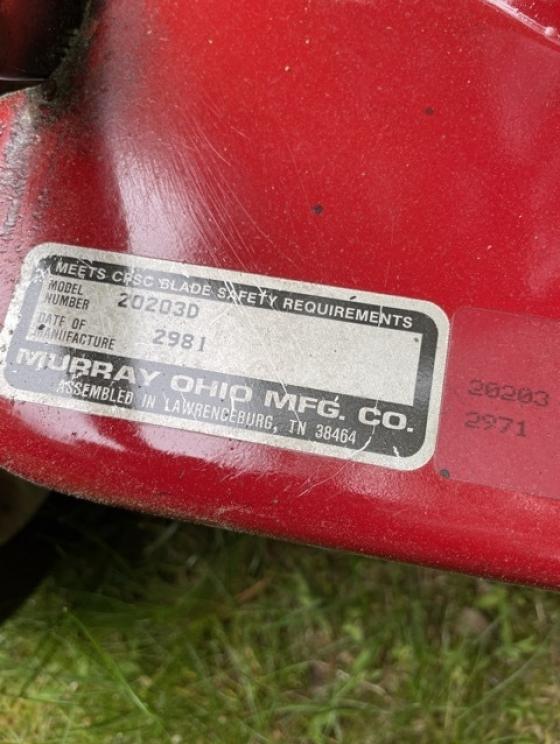 MEETS CPSC BLADE SAFETY REQUIREMENTS
MODEL
NUMBER 20203D
DATE OF
MANUFACTURE 2981
MURRAY OHIO MFG. CO.
ASSEMBLED IN LAWRENCEBURG, TN 38464
20203
2971